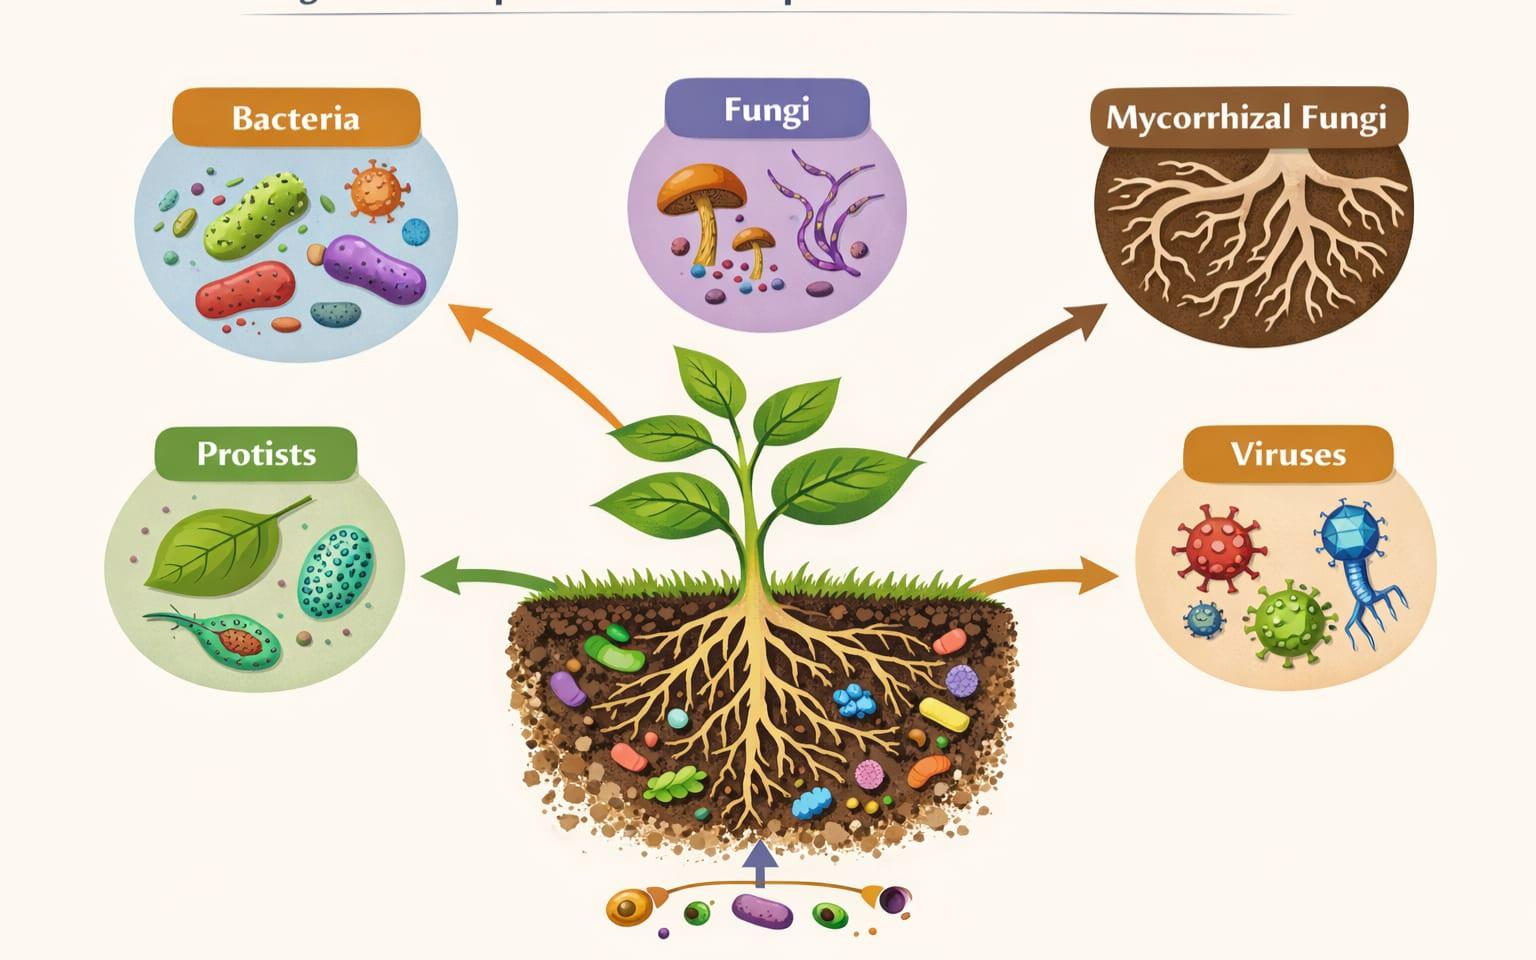 Bacteria
Fungi
Mycorrhizal Fungi
Protists
Viruses